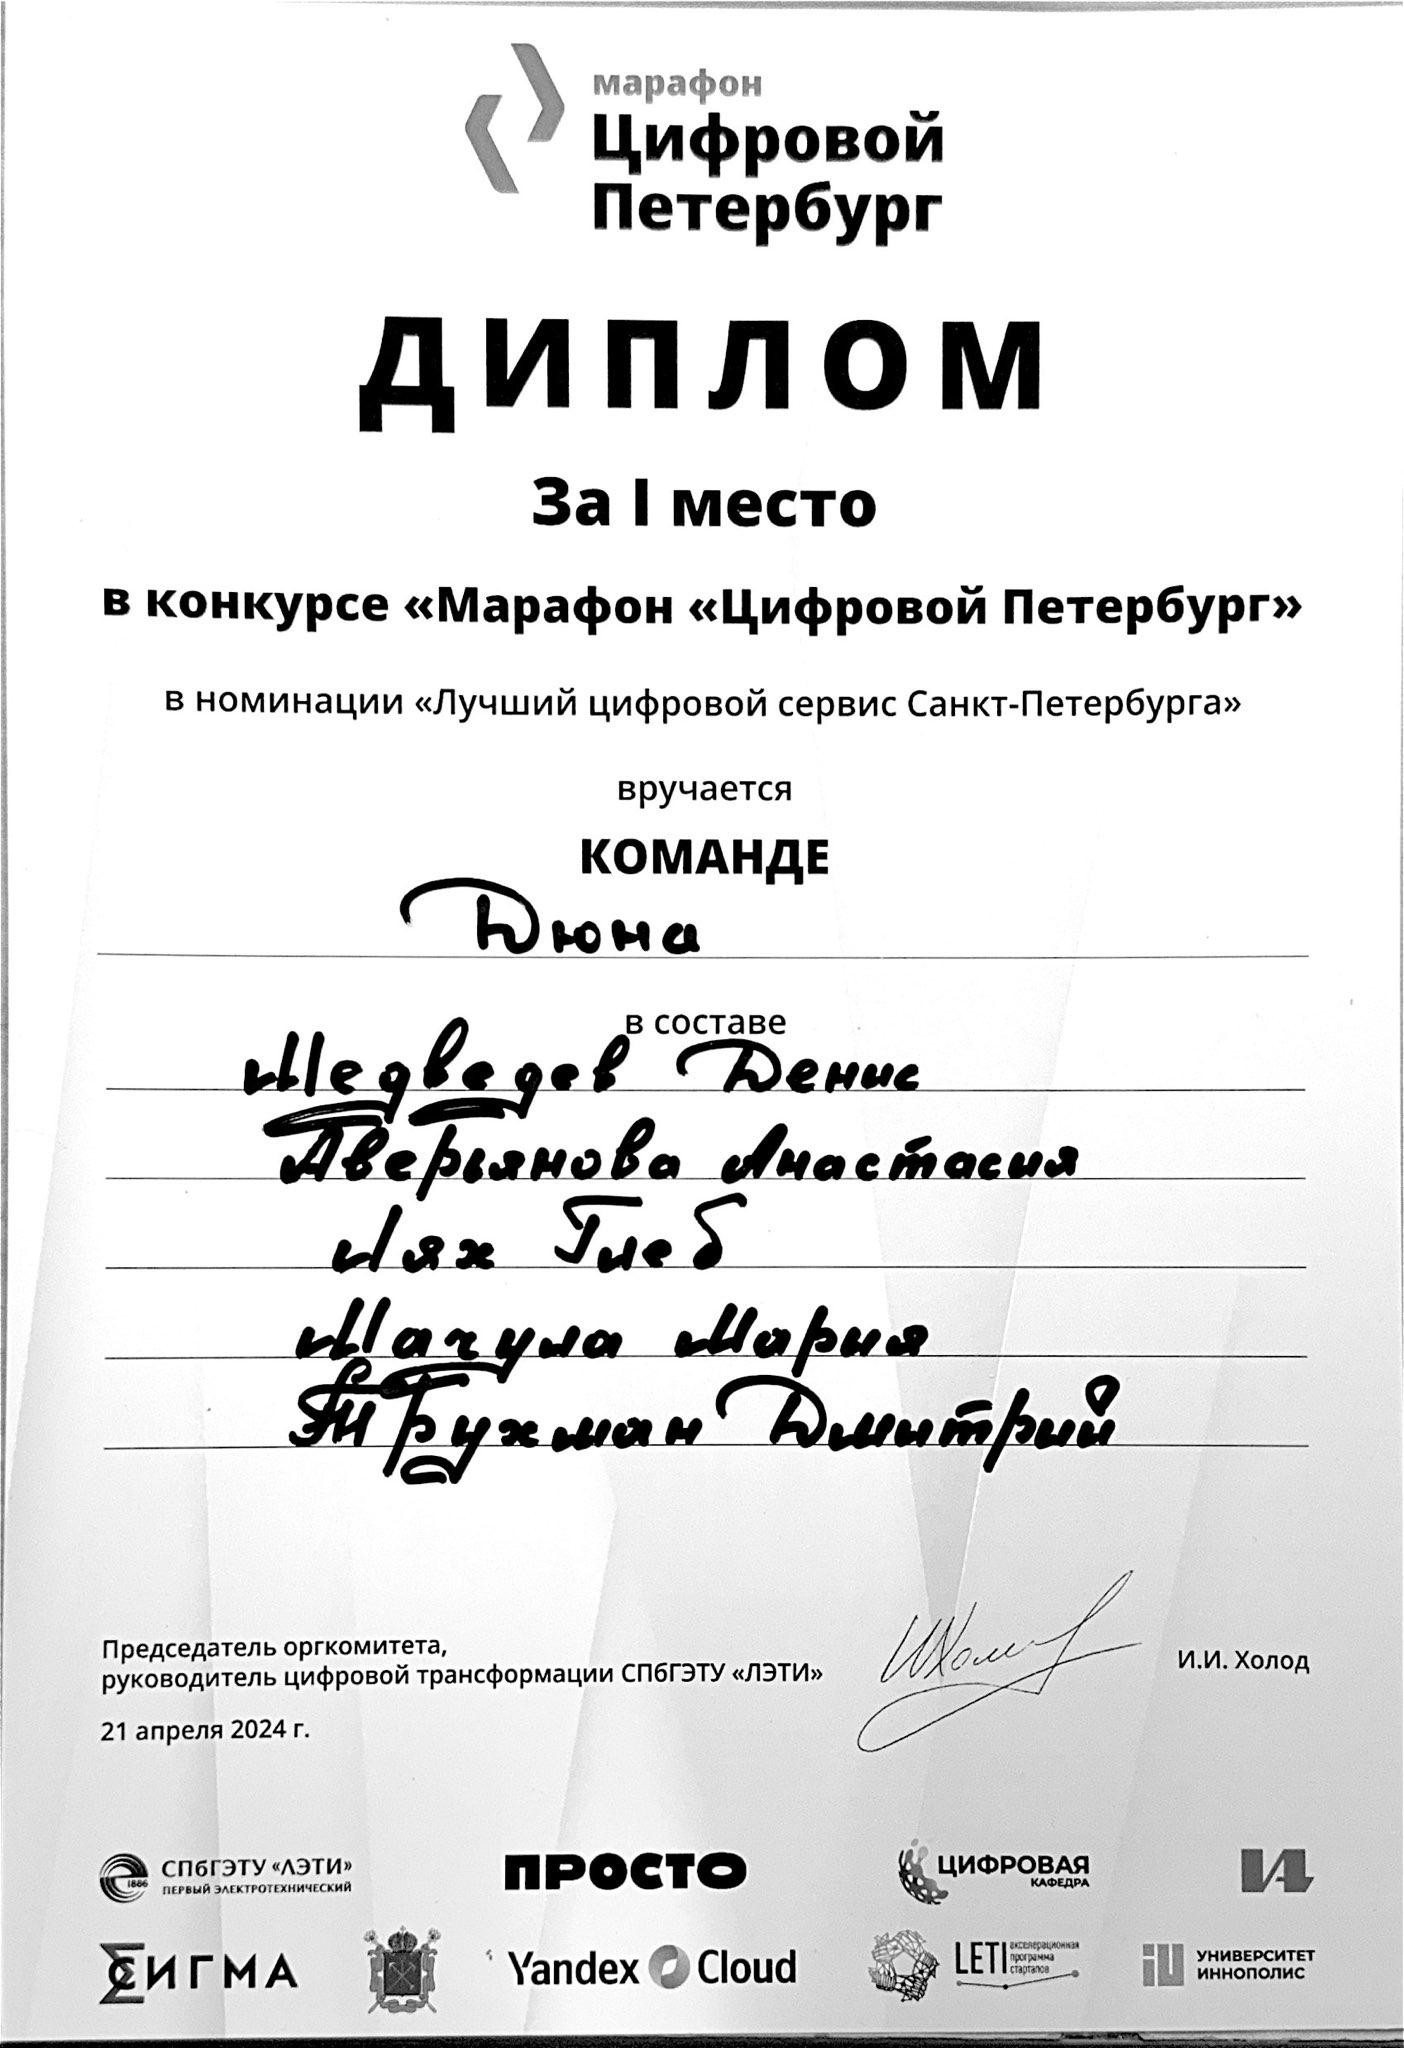 марафон
Цифровой
Петербург
ДИПЛОМ
За I место
в конкурсе «Марафон «Цифровой Петербург»
в номинации «Лучший цифровой сервис Санкт-Петербурга»
вручается
КОМАНДЕ
Дюна
в составе
Медведев Денис
Аверьянова Анастасия
Лях Глеб
Мачула Мария
Трухман Дмитрий
Председатель оргкомитета,
руководитель цифровой трансформации СПбГЭТУ «ЛЭТИ»
И.И. Холод
21 апреля 2024 г.
1886
СПбГЭТУ «ЛЭТИ»
ПЕРВЫЙ ЭЛЕКТРОТЕХНИЧЕСКИЙ
ПРОСТО
ЦИФРОВАЯ
КАФЕДРА
СИГМА
Yandex Cloud
LETI
акселерационная
программа
стартапов
УНИВЕРСИТЕТ
ИННОПОЛИС